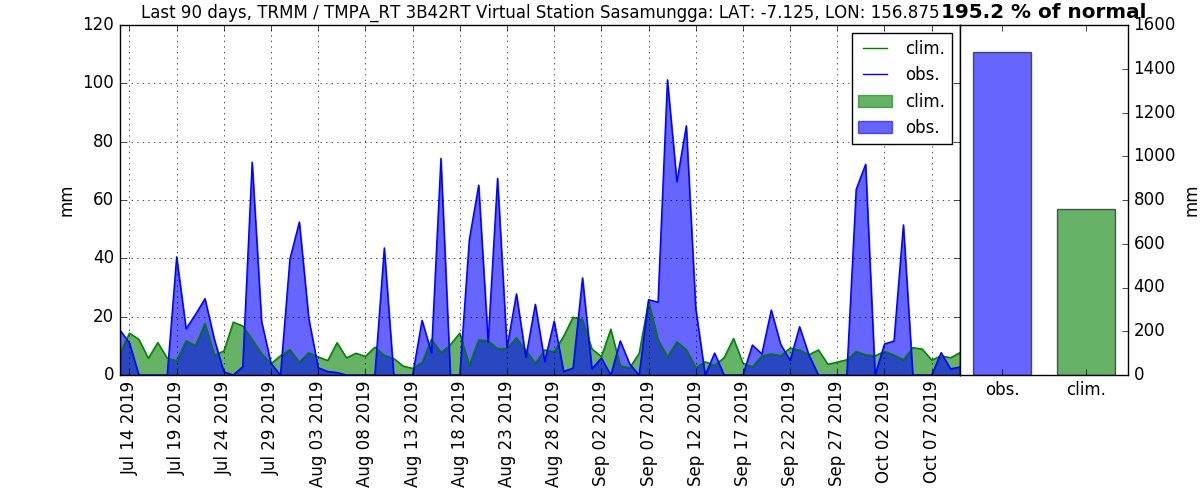 Last 90 days, TRMM / TMPA_RT 3B42RT Virtual Station Sasamungga: LAT: -7.125, LON: 156.875 195.2 % of normal
120
100
80
60
40
20
0
mm
clim.
obs.
clim.
obs.
1600
1400
1200
1000
800
600
400
200
0
mm
Jul 14 2019
Jul 19 2019
Jul 24 2019
Jul 29 2019
Aug 03 2019
Aug 08 2019
Aug 13 2019
Aug 18 2019
Aug 23 2019
Aug 28 2019
Sep 02 2019
Sep 07 2019
Sep 12 2019
Sep 17 2019
Sep 22 2019
Sep 27 2019
Oct 02 2019
Oct 07 2019
obs.
clim.